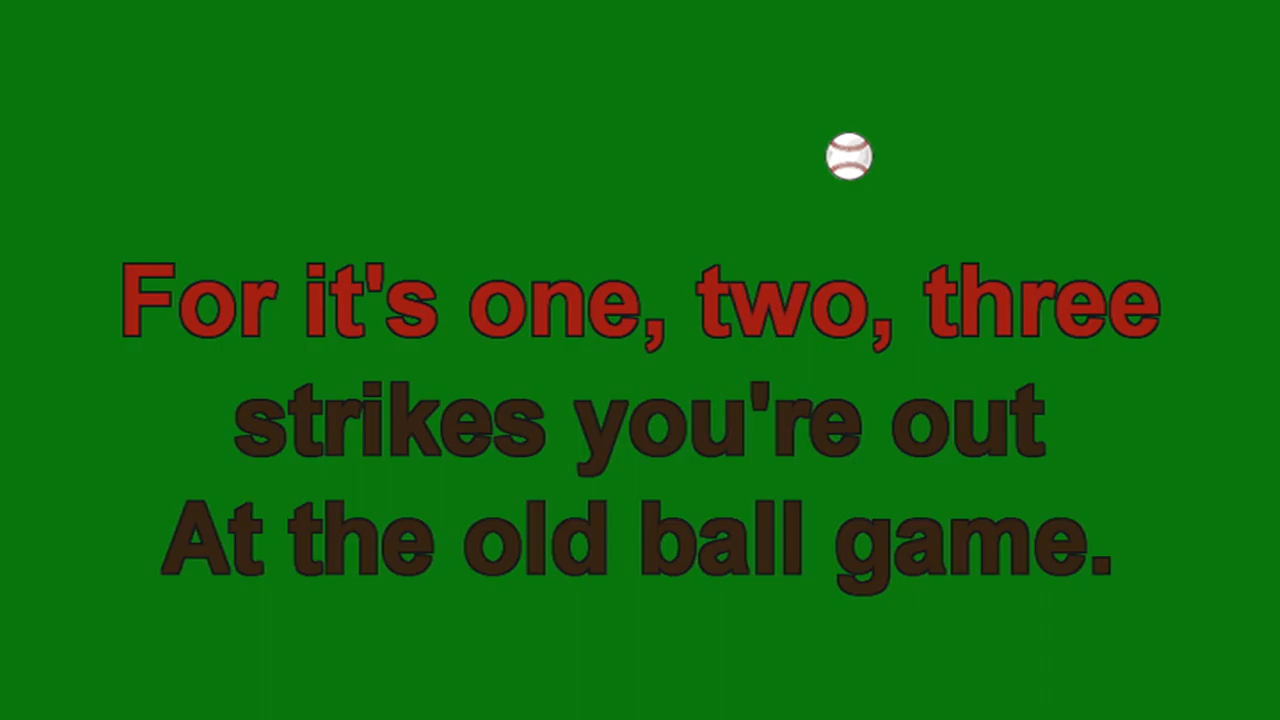 For it's one, two, three
strikes you're out
At the old ball game.